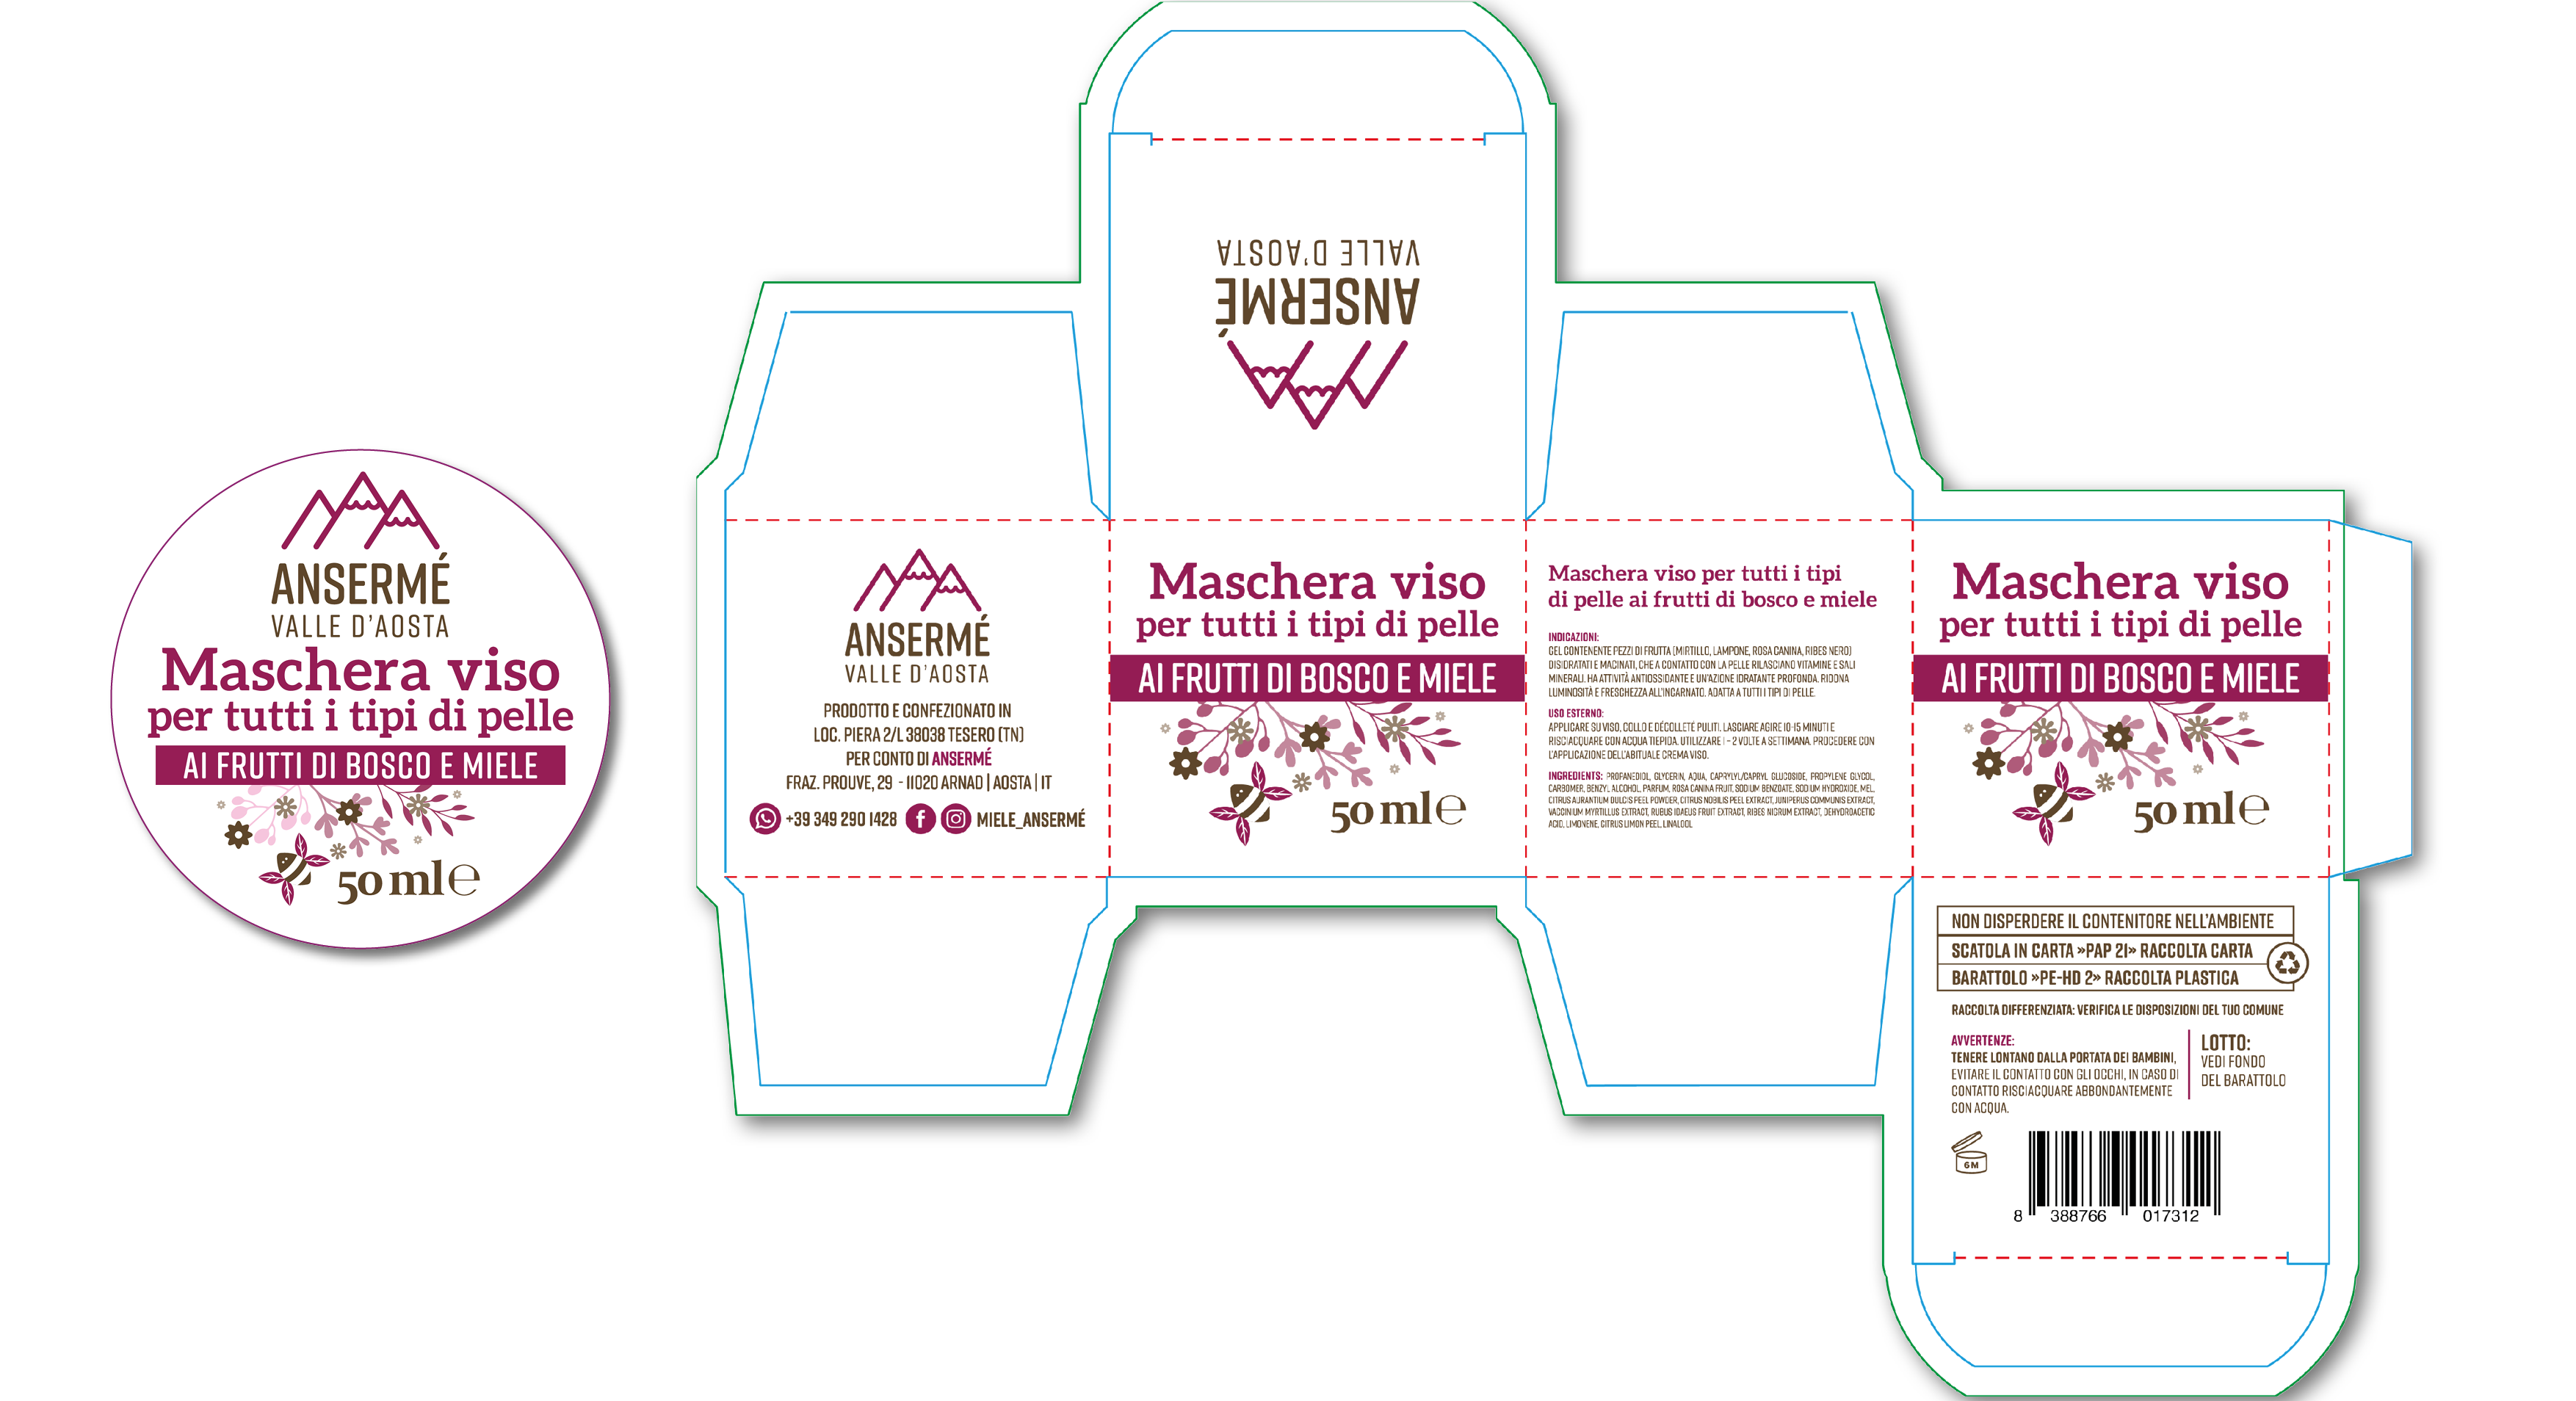 ANSERMÉ
VALLE D'AOSTA
Maschera viso
per tutti i tipi di pelle
AI FRUTTI DI BOSCO E MIELE
50 ml ℮
VALLE D'AOSTA
ANSERMÉ
ANSERMÉ
VALLE D'AOSTA
PRODOTTO E CONFEZIONATO IN
LOC. PIERA 2/L 38038 TESERO (TN)
PER CONTO DI ANSERMÉ
FRAZ. PROUVE, 29 - 11020 ARNAD | AOSTA | IT
+39 349 290 1428 MIELE_ANSERMÉ
Maschera viso
per tutti i tipi di pelle
AI FRUTTI DI BOSCO E MIELE
50 ml ℮
Maschera viso per tutti i tipi
di pelle ai frutti di bosco e miele
INDICAZIONI:
GEL CONTENENTE PEZZI DI FRUTTA (MIRTILLO, LAMPONE, ROSA CANINA, RIBES NERO)
DISIDRATATI E MACINATI, CHE A CONTATTO CON LA PELLE RILASCIANO VITAMINE E SALI
MINERALI. HA ATTIVITÀ ANTIOSSIDANTE E UN'AZIONE IDRATANTE PROFONDA. RIDONA
LUMINOSITÀ E FRESCHEZZA ALL'INCARNATO. ADATTA A TUTTI I TIPI DI PELLE.
USO ESTERNO:
APPLICARE SU VISO, COLLO E DÉCOLLETÉ PULITI. LASCIARE AGIRE 10-15 MINUTI E
RISCIACQUARE CON ACQUA TIEPIDA. UTILIZZARE 1 - 2 VOLTE A SETTIMANA. PROCEDERE CON
L'APPLICAZIONE DELL'ABITUALE CREMA VISO.
INGREDIENTS: PROPANEDIOL, GLYCERIN, AQUA, CAPRYLYL/CAPRYL GLUCOSIDE, PROPYLENE GLYCOL,
CARBOMER, BENZYL ALCOHOL, PARFUM, ROSA CANINA FRUIT, SODIUM BENZOATE, SODIUM HYDROXIDE, MEL,
CITRUS AURANTIUM DULCIS PEEL POWDER, CITRUS NOBILIS PEEL EXTRACT, JUNIPERUS COMMUNIS EXTRACT,
VACCINIUM MYRTILLUS EXTRACT, RUBUS IDAEUS FRUIT EXTRACT, RIBES NIGRUM EXTRACT, DEHYDROACETIC
ACID, LIMONENE, CITRUS LIMON PEEL, LINALOOL
Maschera viso
per tutti i tipi di pelle
AI FRUTTI DI BOSCO E MIELE
50 ml ℮
NON DISPERDERE IL CONTENITORE NELL'AMBIENTE
SCATOLA IN CARTA »PAP 21» RACCOLTA CARTA
BARATTOLO »PE-HD 2» RACCOLTA PLASTICA
RACCOLTA DIFFERENZIATA: VERIFICA LE DISPOSIZIONI DEL TUO COMUNE
AVVERTENZE:
TENERE LONTANO DALLA PORTATA DEI BAMBINI,
EVITARE IL CONTATTO CON GLI OCCHI, IN CASO DI
CONTATTO RISCIACQUARE ABBONDANTEMENTE
CON ACQUA.
LOTTO:
VEDI FONDO
DEL BARATTOLO
6M
8 388766 017312